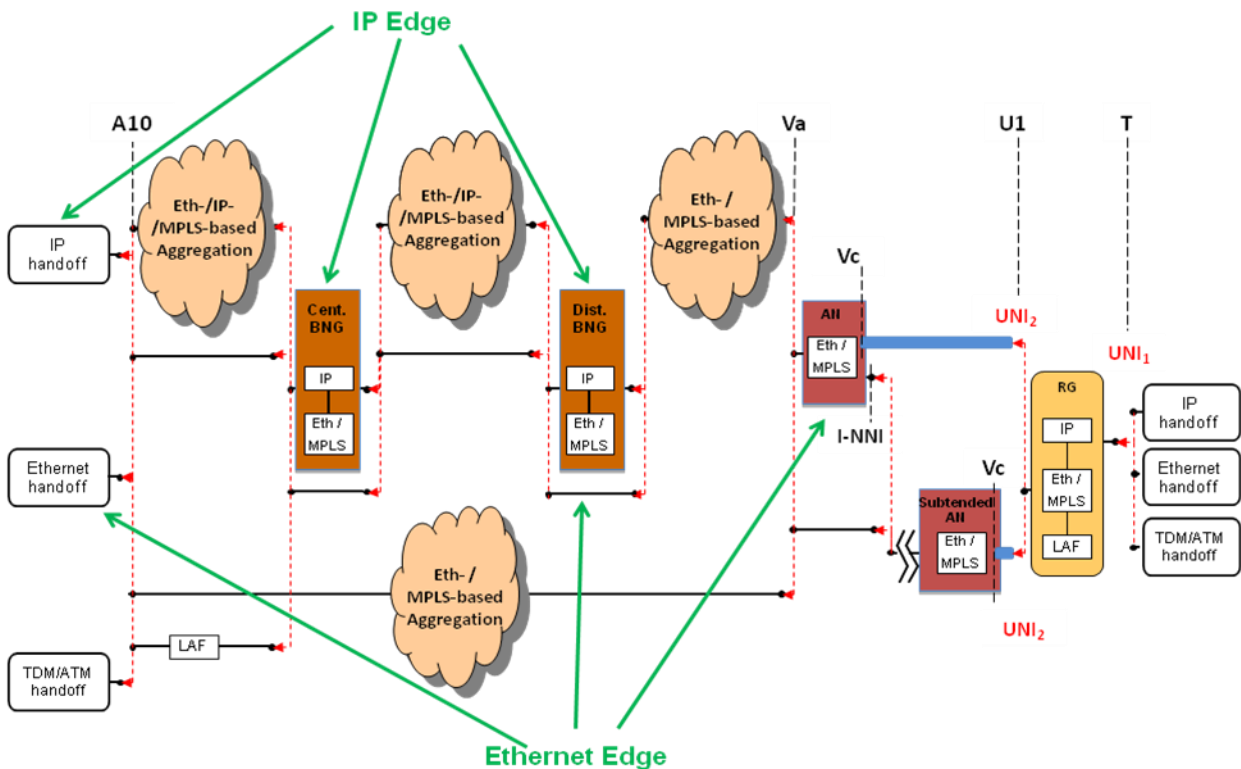 IP Edge
A10
Va
U1
T
Eth-/IP-
/MPLS-based
Aggregation
Eth-/IP-
/MPLS-based
Aggregation
Eth-/
MPLS-based
Aggregation
IP
handoff
Vc
Cent.
BNG
IP
Eth /
MPLS
Dist.
BNG
IP
Eth /
MPLS
AN
Eth /
MPLS
UNI2
UNI1
I-NNI
RG
IP
Eth /
MPLS
LAF
IP
handoff
Ethernet
handoff
TDM/ATM
handoff
Ethernet
handoff
Vc
Subtended
AN
Eth /
MPLS
UNI2
Eth-/
MPLS-based
Aggregation
LAF
TDM/ATM
handoff
Ethernet Edge